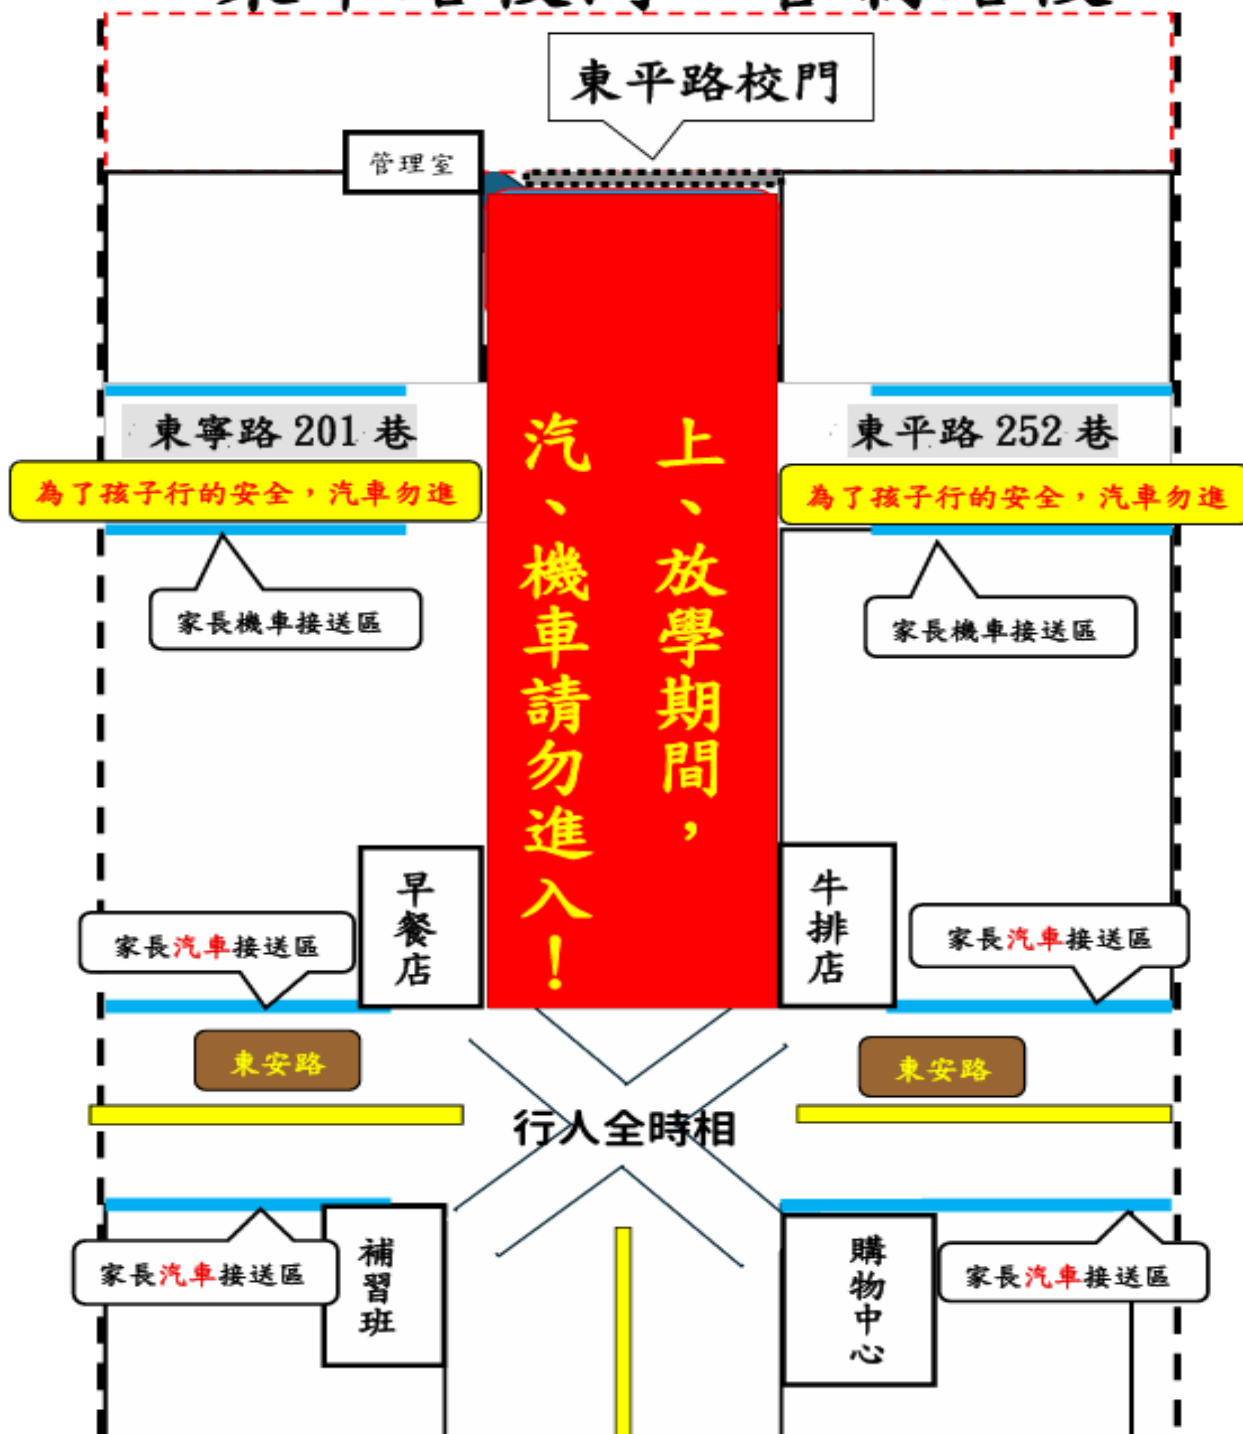 東平路校門
管理室
東寧路 201 巷
東平路 252 巷
為了孩子行的安全，汽車勿進
為了孩子行的安全，汽車勿進
家長機車接送區
家長機車接送區
上、放學期間，
汽、機車請勿進入！
早餐店
牛排店
家長汽車接送區
家長汽車接送區
東安路
東安路
行人全時相
家長汽車接送區
補習班
購物中心
家長汽車接送區